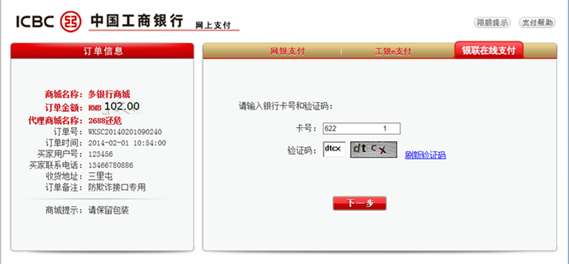 ICBC 中国工商银行 网上支付
限额提示 支付帮助
订单信息
商城名称: 多银行商城
订单金额: RMB 102.00
代理商城名称: 2688还危
订单号: WKSC20140201090240
订单时间: 2014-02-01 10:54:00
买家用户号: 123456
买家联系电话: 13466780886
收货地址: 三里屯
订单备注: 防欺诈接口专用
商城提示: 请保留包装
网银支付 工银e支付 银联在线支付
请输入银行卡号和验证码:
卡号: 622 1
验证码: dtcx dtcx 刷新验证码
下一步